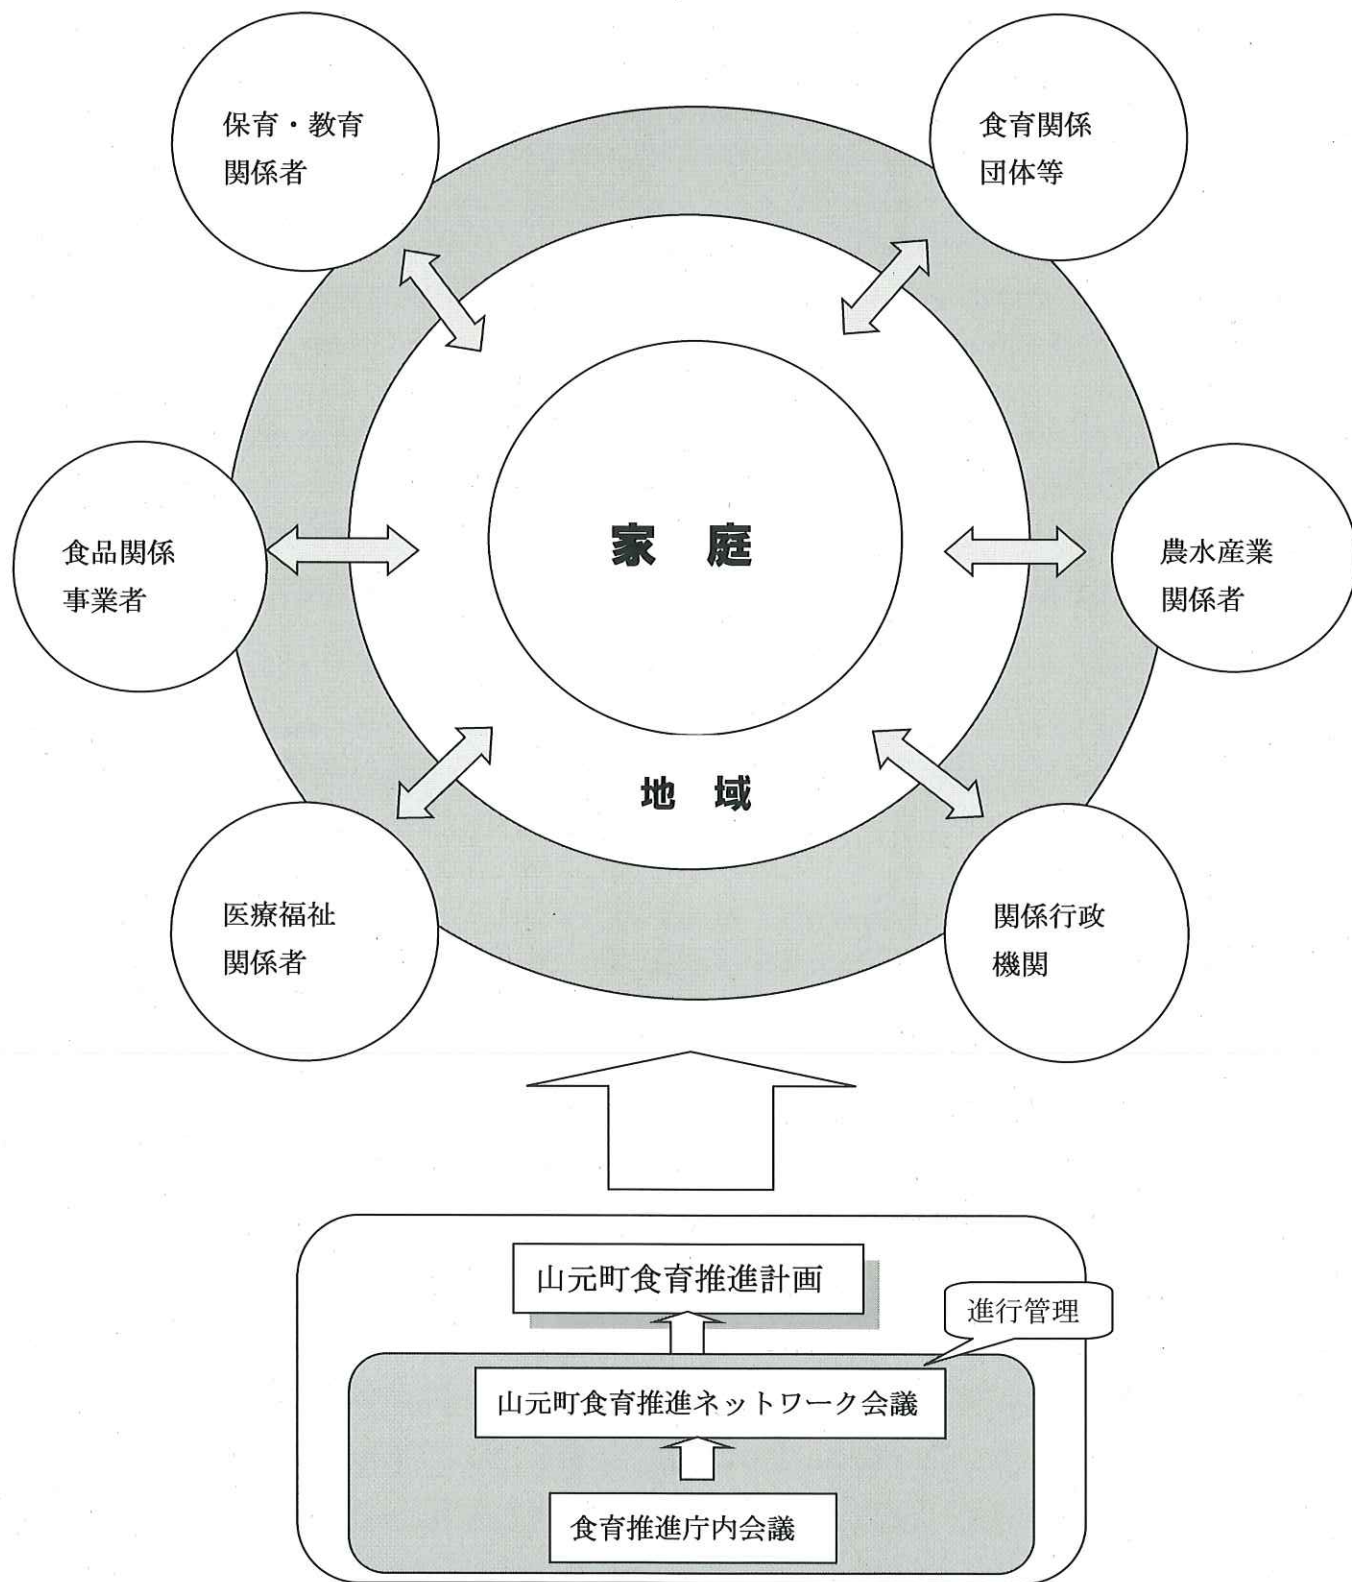 保育・教育
関係者
食育関係
団体等
食品関係
事業者
家 庭
農水産業
関係者
地 域
医療福祉
関係者
関係行政
機関
山元町食育推進計画
進行管理
山元町食育推進ネットワーク会議
食育推進庁内会議